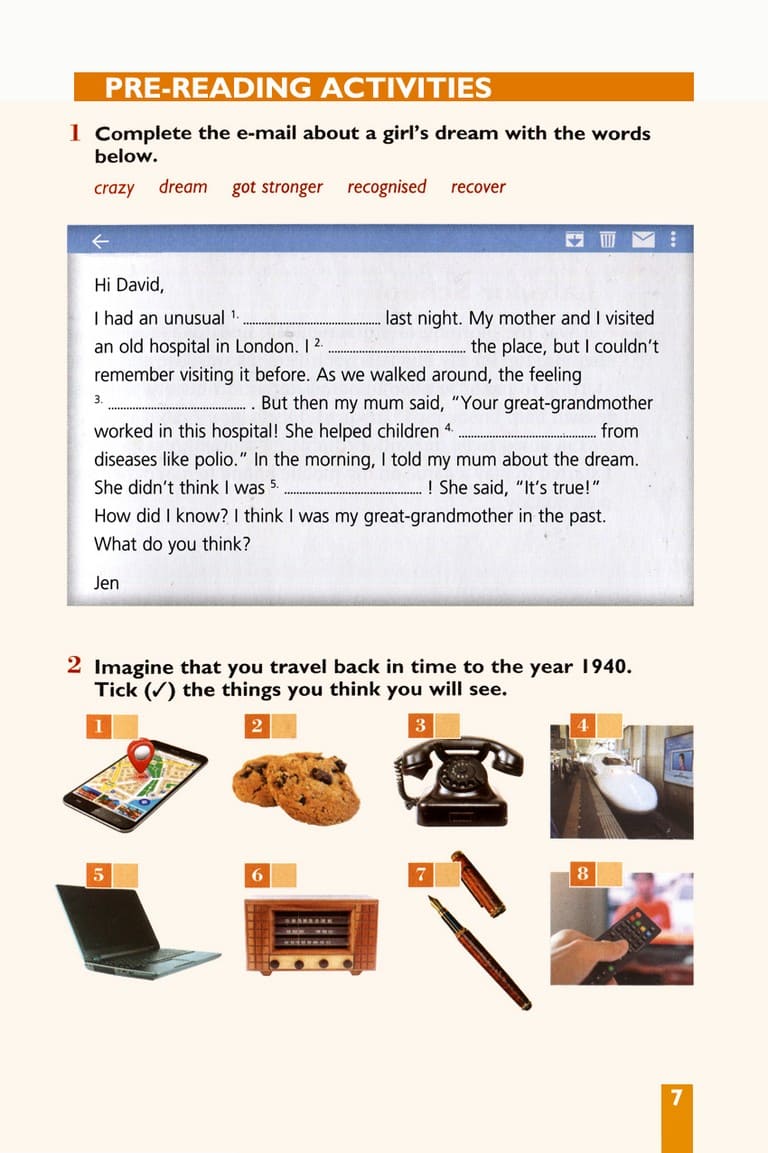 PRE-READING ACTIVITIES
1 Complete the e-mail about a girl's dream with the words
below.
crazy dream got stronger recognised recover
Hi David,
I had an unusual 1. .............................................. last night. My mother and I visited
an old hospital in London. I 2. .............................................. the place, but I couldn't
remember visiting it before. As we walked around, the feeling
3. .............................................. . But then my mum said, "Your great-grandmother
worked in this hospital! She helped children 4. .............................................. from
diseases like polio." In the morning, I told my mum about the dream.
She didn't think I was 5. .............................................. ! She said, "It's true!"
How did I know? I think I was my great-grandmother in the past.
What do you think?
Jen
2 Imagine that you travel back in time to the year 1940.
Tick (✓) the things you think you will see.
1 2 3 4
5 6 7 8
7